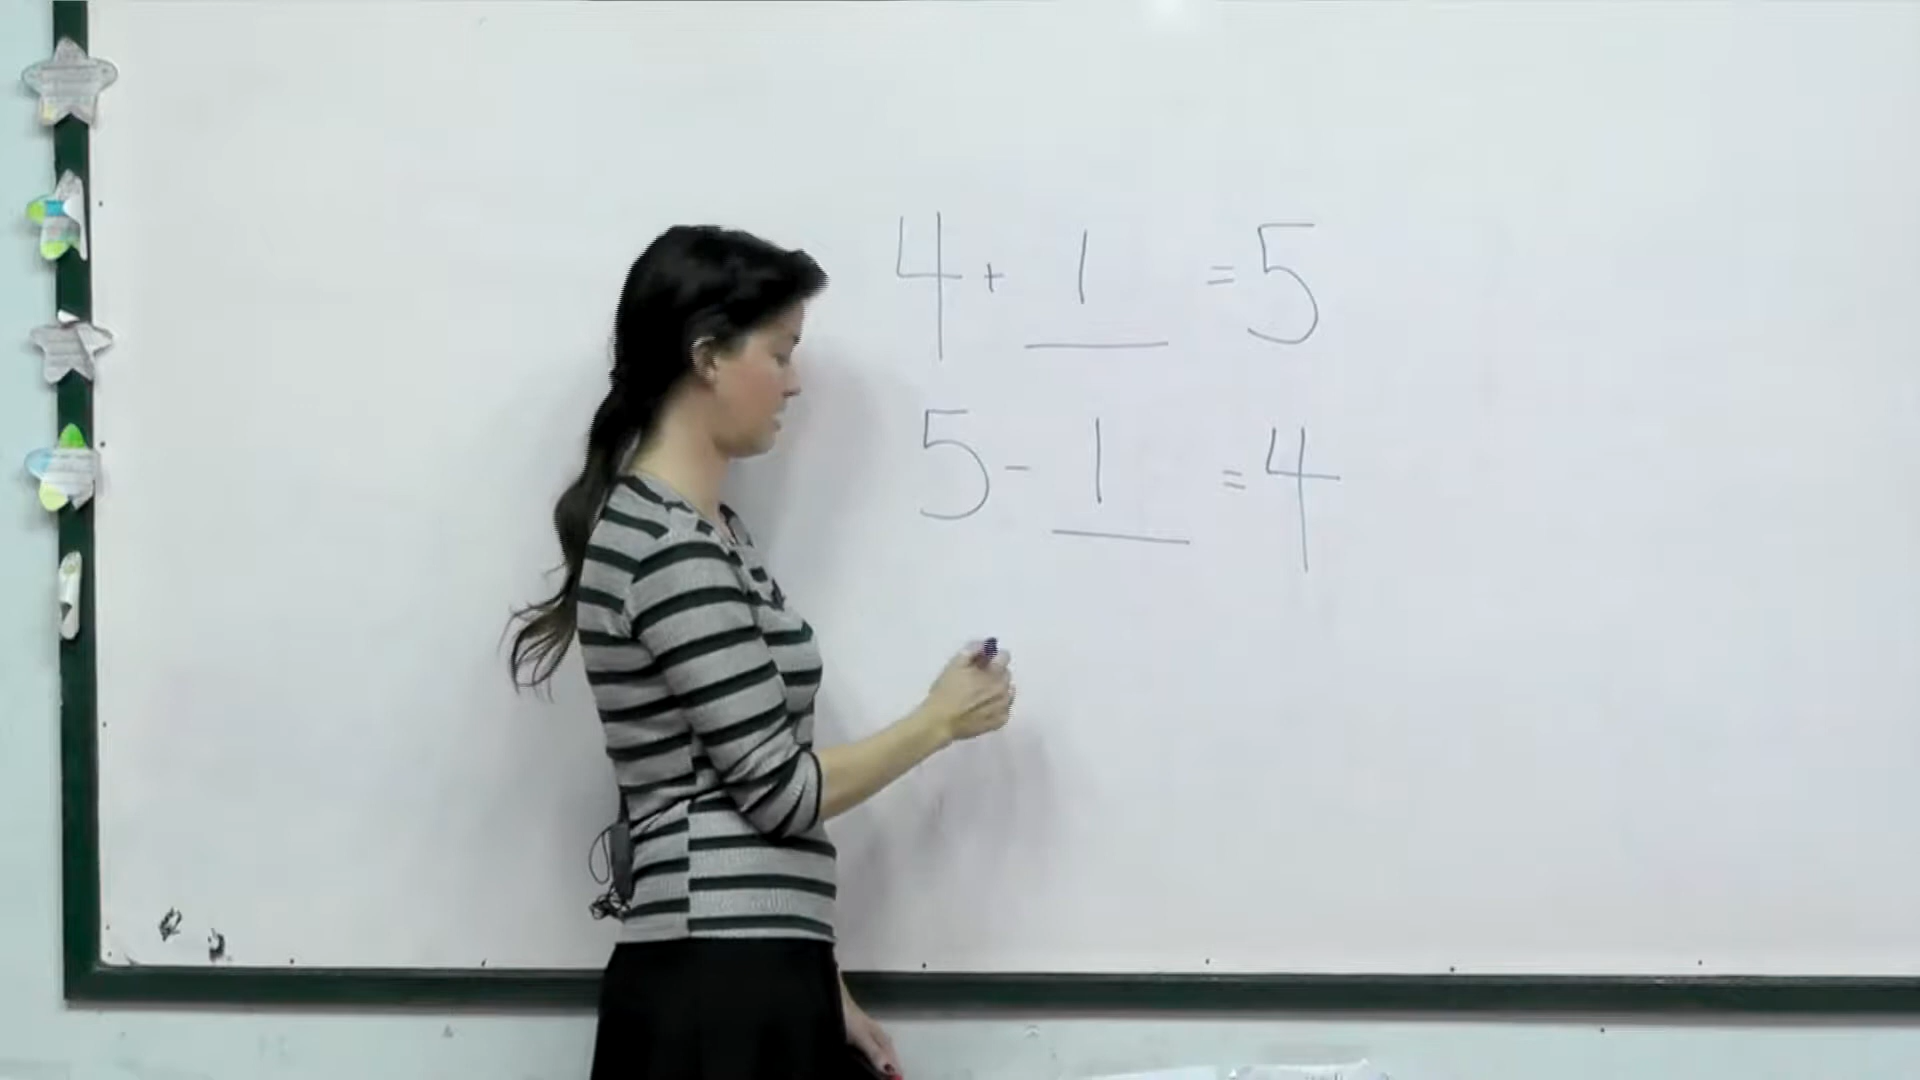 4 + 1 = 5
5 - 1 = 4